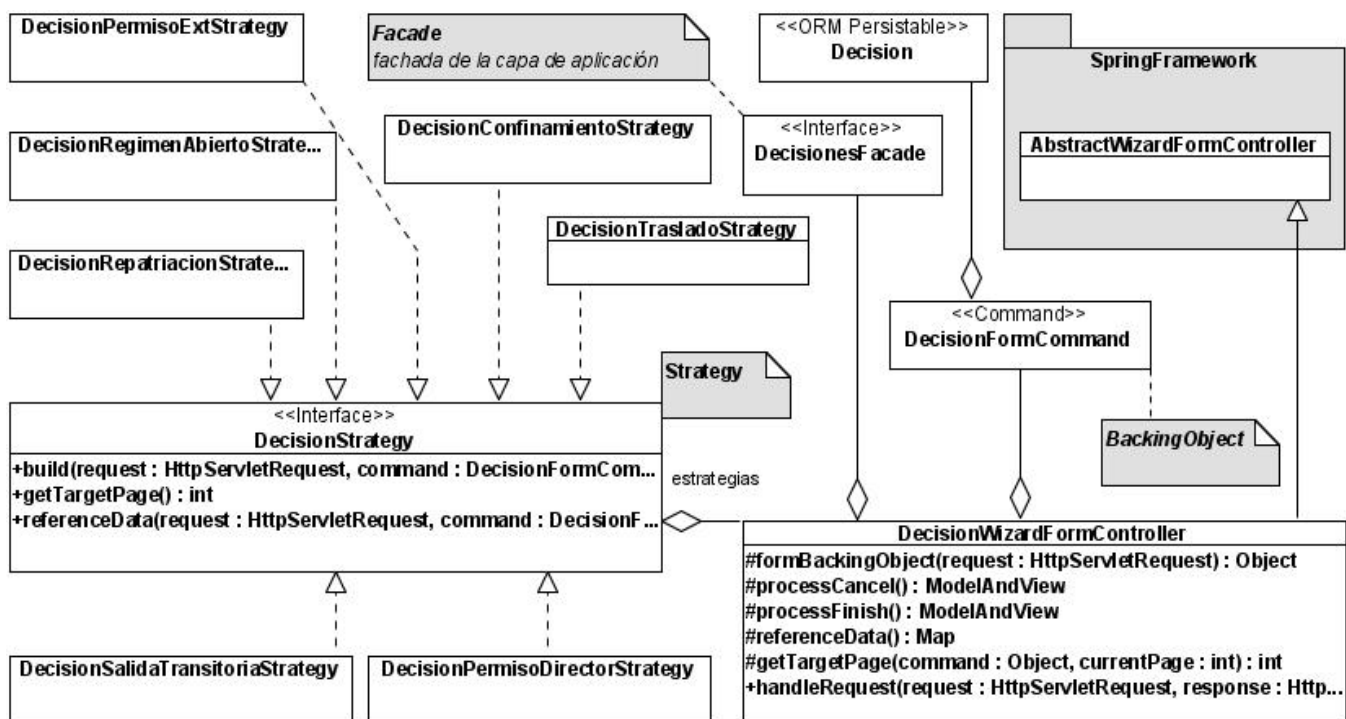 DecisionPermisoExtStrategy
Facade
fachada de la capa de aplicación
<<ORM Persistable>>
Decision
SpringFramework
AbstractWizardFormController
DecisionRegimenAbiertoStrate...
DecisionConfinamientoStrategy
<<Interface>>
DecisionesFacade
DecisionRepatriacionStrate...
DecisionTrasladoStrategy
<<Command>>
DecisionFormCommand
Strategy
BackingObject
<<Interface>>
DecisionStrategy
+build(request : HttpServletRequest, command : DecisionFormCom...
+getTargetPage() : int
+referenceData(request : HttpServletRequest, command : DecisionF...
estrategias
DecisionWizardFormController
#formBackingObject(request : HttpServletRequest) : Object
#processCancel() : ModelAndView
#processFinish() : ModelAndView
#referenceData() : Map
#getTargetPage(command : Object, currentPage : int) : int
+handleRequest(request : HttpServletRequest, response : Http...
DecisionSalidaTransitoriaStrategy
DecisionPermisoDirectorStrategy